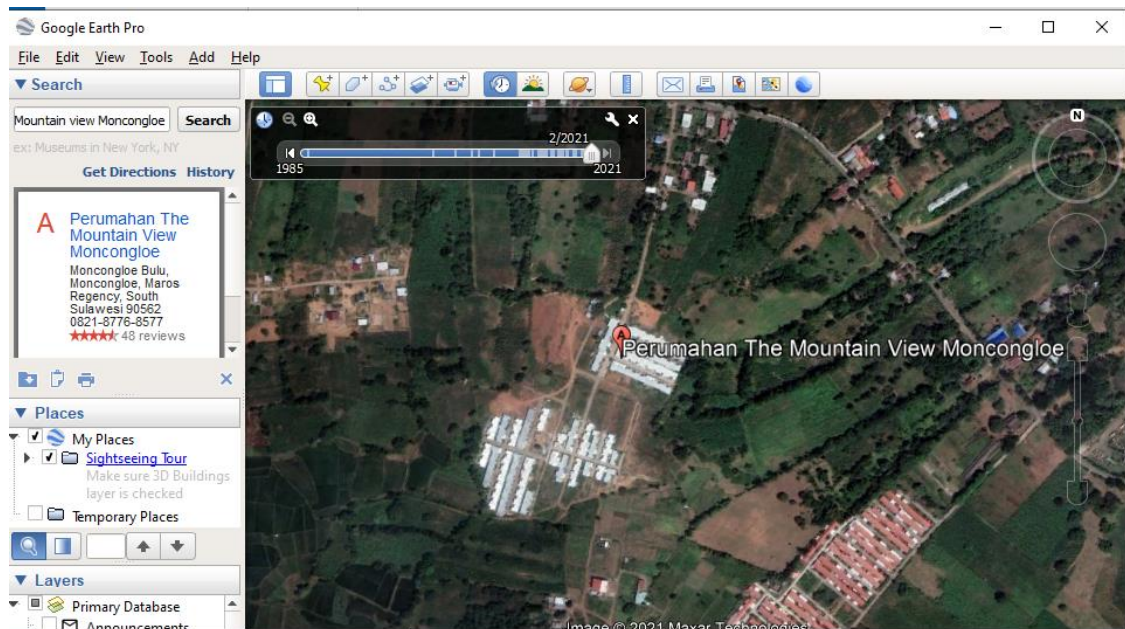 Google Earth Pro
File Edit View Tools Add Help
Search
Mountain view Moncongloe Search
ex: Museums in New York, NY
Get Directions History
A
Perumahan The
Mountain View
Moncongloe
Moncongloe Bulu,
Moncongloe, Maros
Regency, South
Sulawesi 90562
0821-8776-8577
48 reviews
Places
My Places
Sightseeing Tour
Make sure 3D Buildings
layer is checked
Temporary Places
Layers
Primary Database
Announcements
2/2021
1985 2021
N
A
Perumahan The Mountain View Moncongloe
Image © 2021 Maxar Technologies